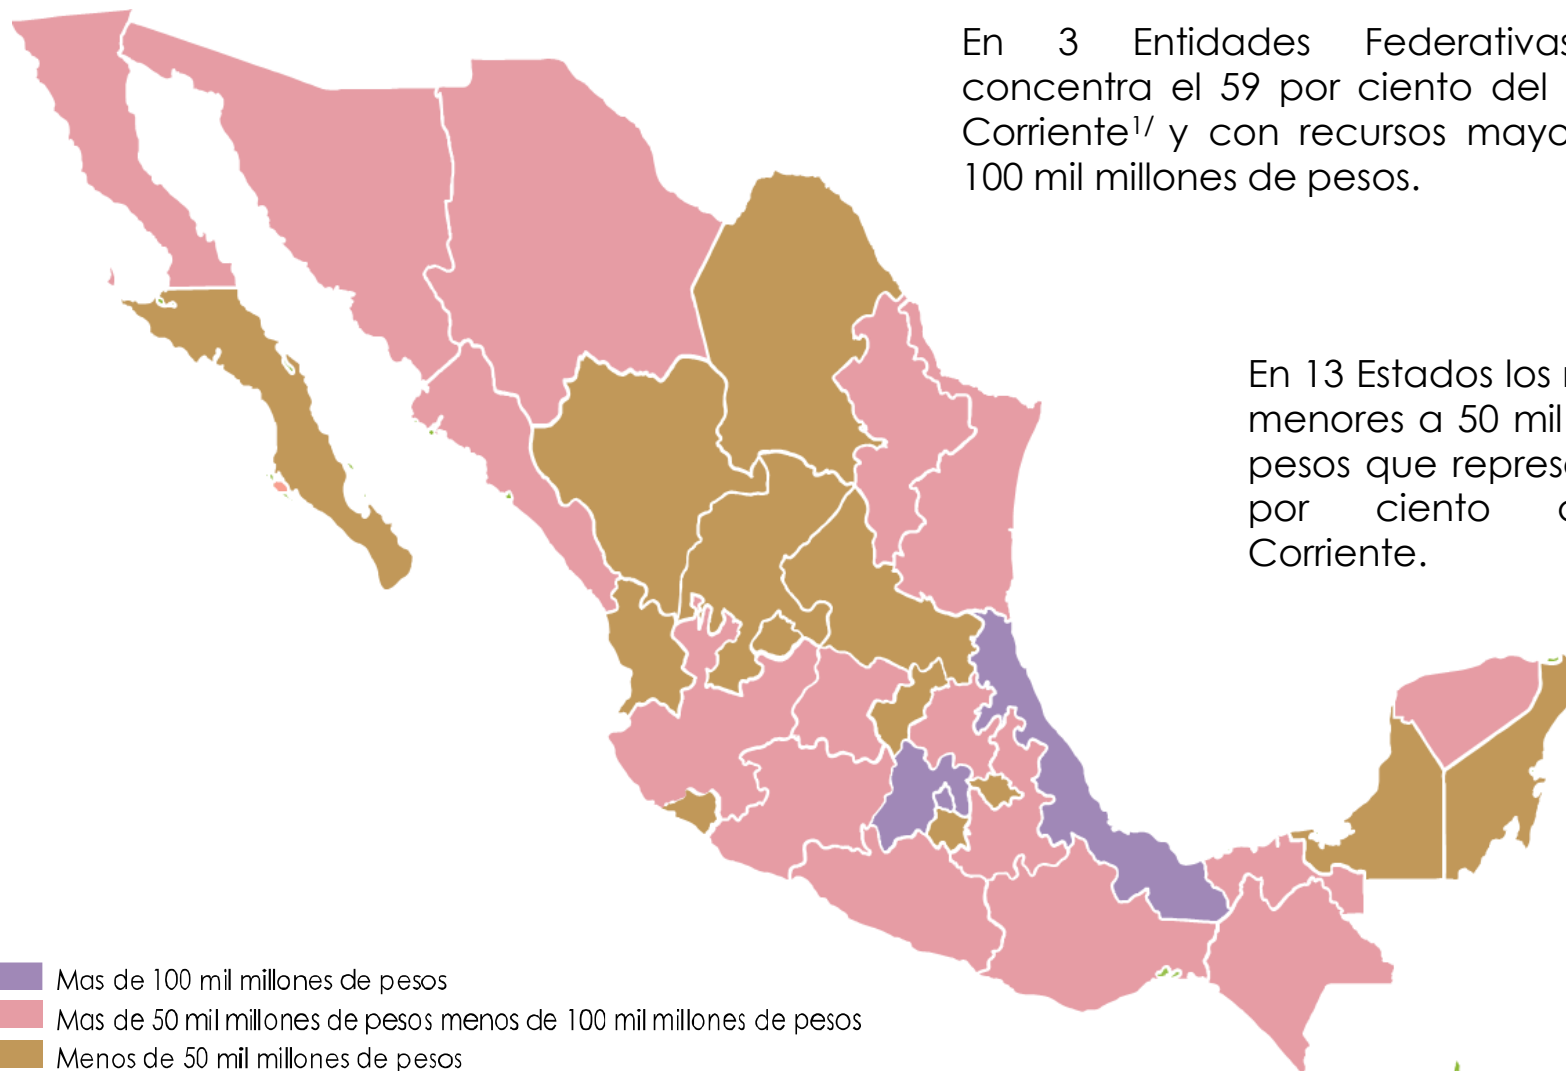 En 3 Entidades Federativas
concentra el 59 por ciento del
Corriente1/ y con recursos
100 mil millones de pesos.
En 13 Estados los
menores a 50 mil
pesos que
por ciento
Corriente.
Mas de 100 mil millones de pesos
Mas de 50 mil millones de pesos menos de 100 mil millones de pesos
Menos de 50 mil millones de pesos